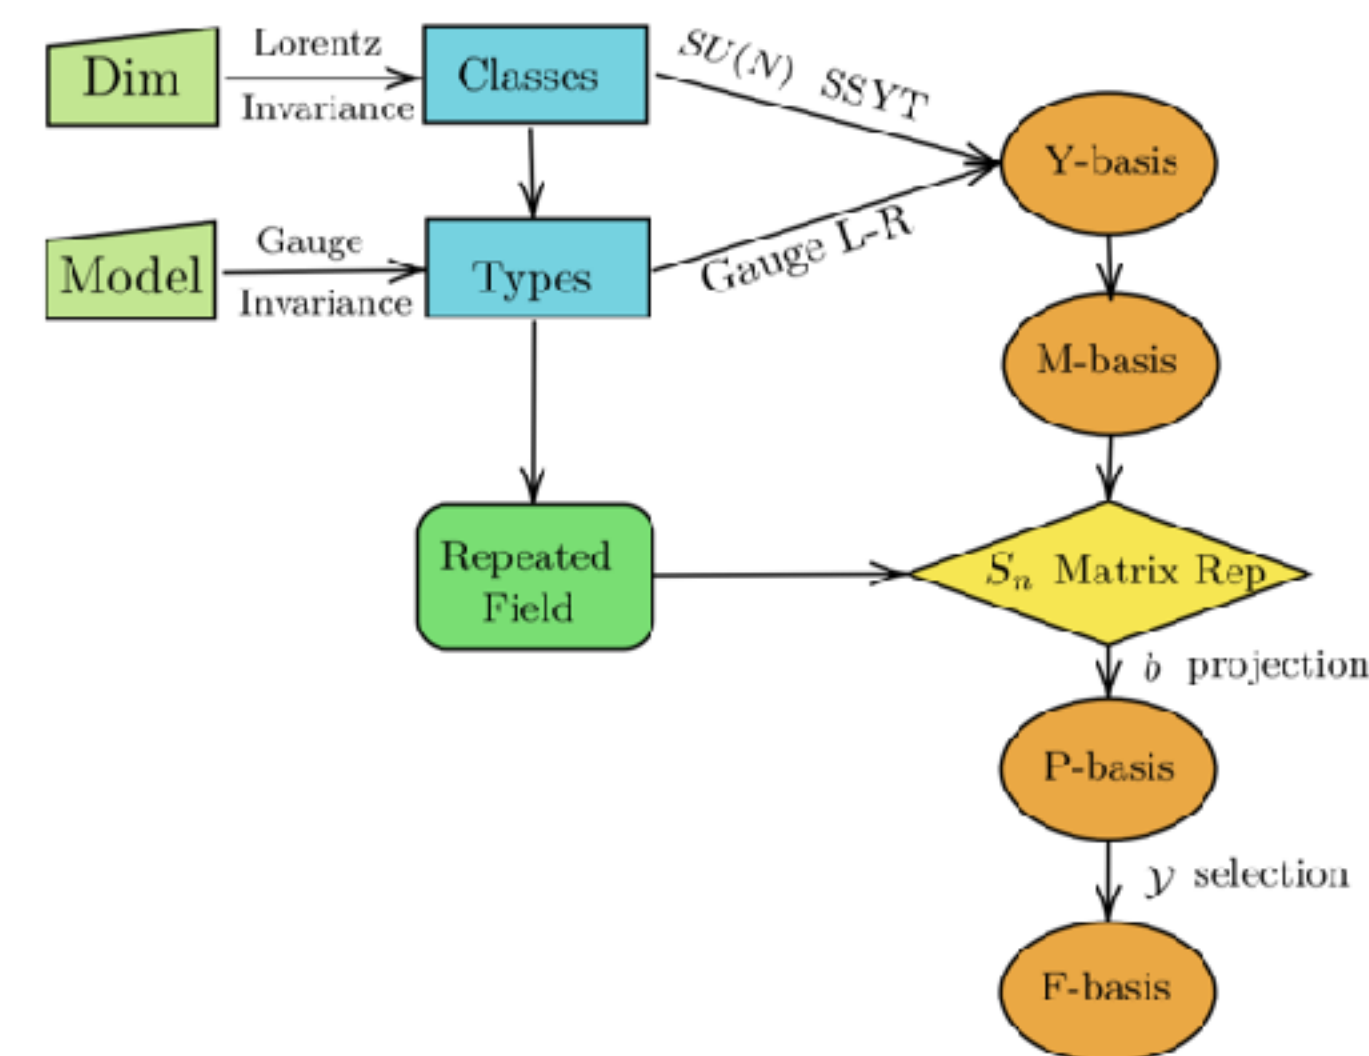 Dim
Lorentz
Invariance
Classes
SU(N) SSYT
Y-basis
Model
Gauge
Invariance
Types
Gauge L-R
M-basis
Repeated
Field
Sₙ Matrix Rep
b projection
P-basis
𝒴 selection
F-basis